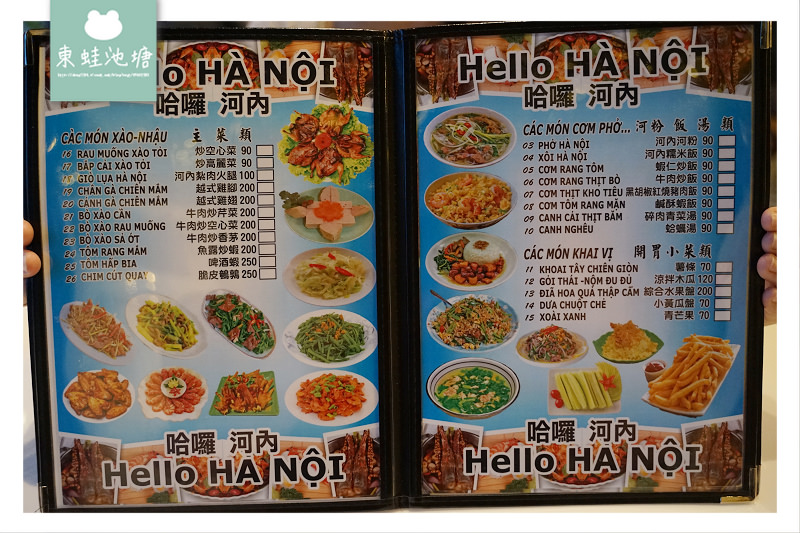 東蛙池塘
Hello HÀ NỘI
哈囉 河內
CÁC MÓN XÀO-NHẬU 主菜類
16 RAU MUỐNG XÀO TỎI 炒空心菜 90
17 BẮP CẢI XÀO TỎI 炒高麗菜 90
18 GIÒ LỤA HÀ NỘI 河內紮肉火腿 100
19 CHÂN GÀ CHIÊN MẮM 越式雞腳 200
20 CÁNH GÀ CHIÊN MẮM 越式雞翅 200
21 BÒ XÀO CẦN 牛肉炒芹菜 200
22 BÒ XÀO RAU MUỐNG 牛肉炒空心菜 200
23 BÒ XÀO SẢ ỚT 牛肉炒香茅 200
24 TÔM RANG MẮM 魚露炒蝦 200
25 TÔM HẤP BIA 啤酒蝦 250
26 CHIM CÚT QUAY 脆皮鵪鶉 250
哈囉 河內
Hello HÀ NỘI
Hello HÀ NỘI
哈囉 河內
CÁC MÓN CƠM PHỞ... 河粉飯湯類
03 PHỞ HÀ NỘI 河內河粉 90
04 XÔI HÀ NỘI 河內糯米飯 90
05 CƠM RANG TÔM 蝦仁炒飯 90
06 CƠM RANG THỊT BÒ 牛肉炒飯 90
07 CƠM THỊT KHO TIÊU 黑胡椒紅燒豬肉飯 90
08 CƠM TÔM RANG MẶN 鹹酥蝦飯 90
09 CANH CẢI THỊT BẰM 碎肉青菜湯 90
10 CANH NGHÊU 蛤蠣湯 90
CÁC MÓN KHAI VỊ 開胃小菜類
11 KHOAI TÂY CHIÊN GIÒN 薯條 70
12 GỎI THÁI -NỘM ĐU ĐỦ 涼拌木瓜 120
13 DĨA HOA QUẢ THẬP CẨM 綜合水果盤 200
14 DƯA CHUỘT CHẺ 小黃瓜盤 70
15 XOÀI XANH 青芒果 70
哈囉 河內
Hello HÀ NỘI